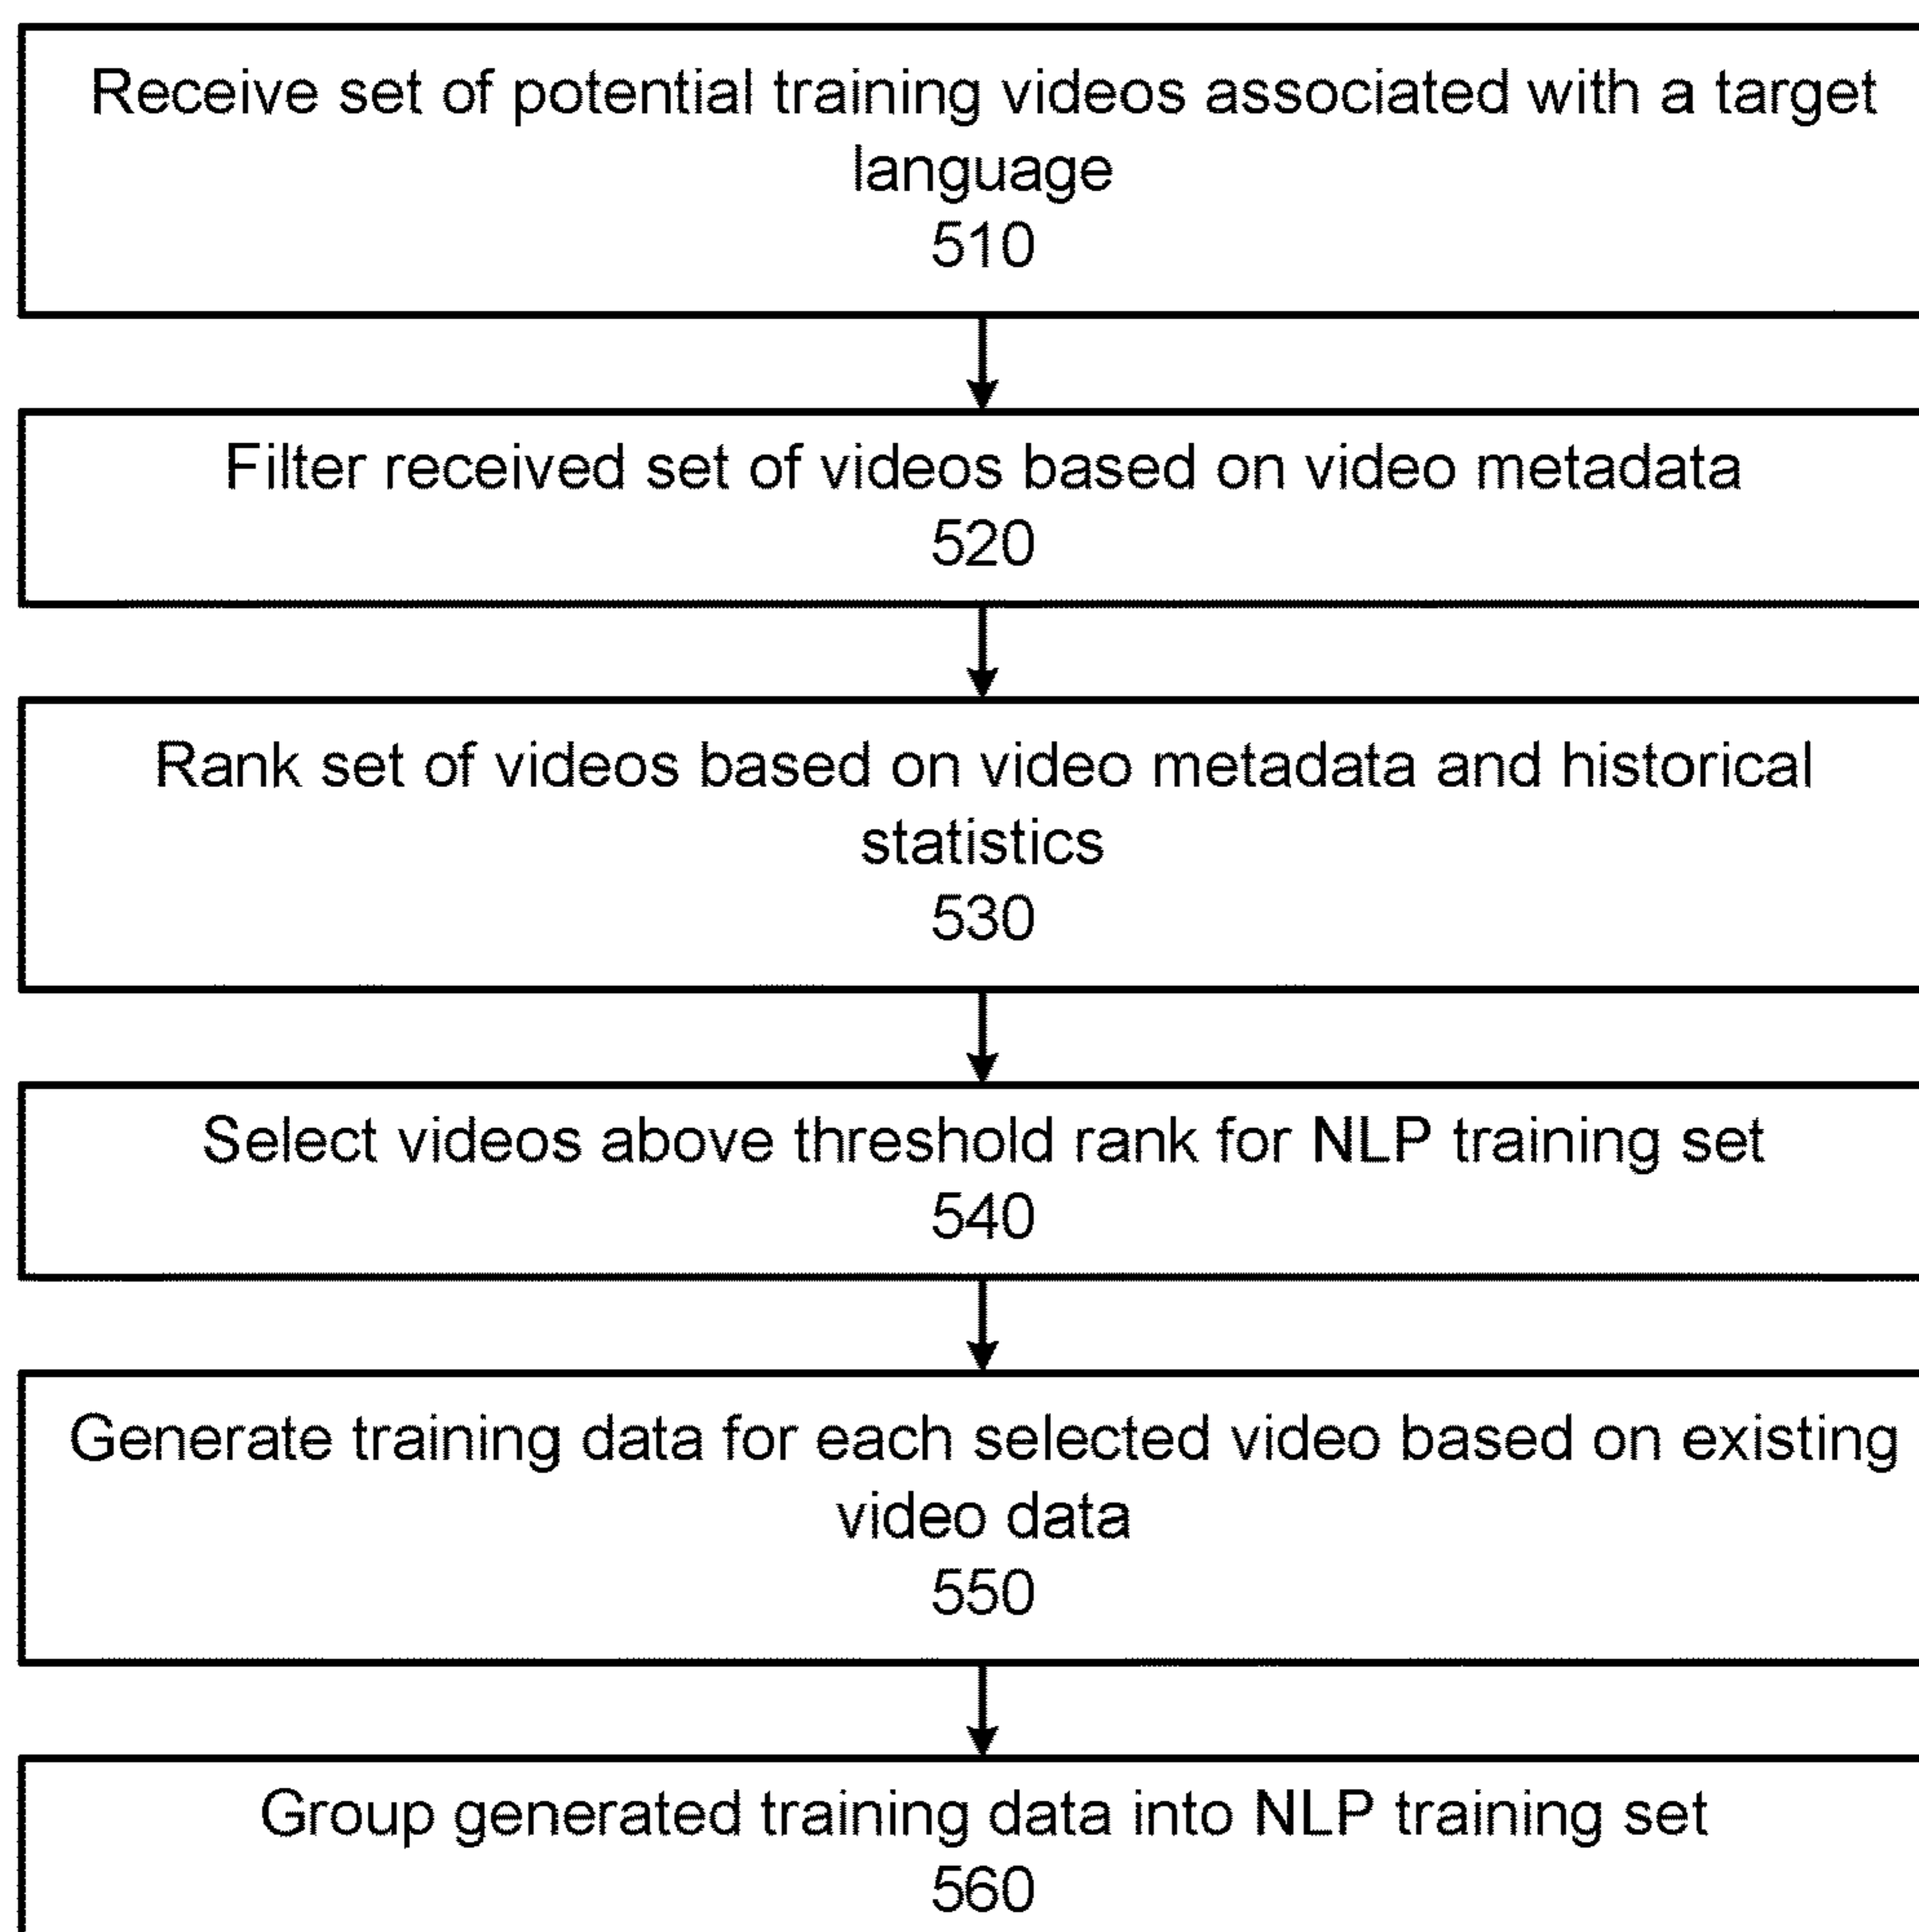 Receive set of potential training videos associated with a target
language
510
Filter received set of videos based on video metadata
520
Rank set of videos based on video metadata and historical
statistics
530
Select videos above threshold rank for NLP training set
540
Generate training data for each selected video based on existing
video data
550
Group generated training data into NLP training set
560